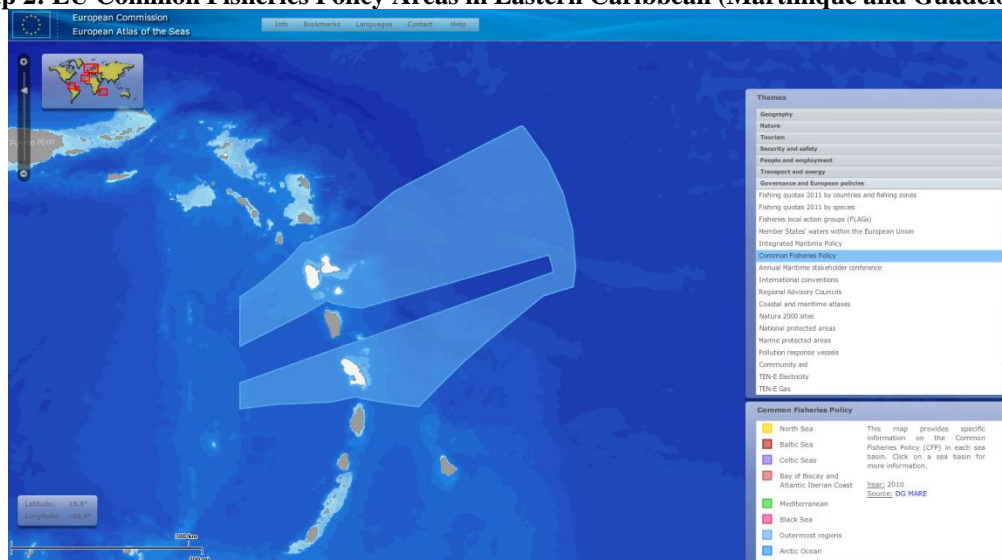 p 2: EU Common Fisheries Policy Areas in Eastern Caribbean (Martinique and Guadelo
European Commission
European Atlas of the Seas
Info Bookmarks Languages Contact Help
Themes
Geography
Nature
Tourism
Security and safety
People and employment
Transport and energy
Governance and European policies
Fishing quotas 2011 by countries and fishing zones
Fishing quotas 2011 by species
Fisheries local action groups (FLAGs)
Member States' waters within the European Union
Integrated Maritime Policy
Common Fisheries Policy
Annual Maritime stakeholder conference
International conventions
Regional Advisory Councils
Coastal and maritime atlases
Natura 2000 sites
National protected areas
Marine protected areas
Pollution response vessels
Community aid
TEN-E Electricity
TEN-E Gas
Common Fisheries Policy
North Sea
Baltic Sea
Celtic Seas
Bay of Biscay and
Atlantic Iberian Coast
Mediterranean
Black Sea
Outermost regions
Arctic Ocean
This map provides specific
information on the Common
Fisheries Policy (CFP) in each sea
basin. Click on a sea basin for
more information.
Year: 2010
Source: DG MARE
Latitude: 19.8°
Longitude: -66.4°
300 km